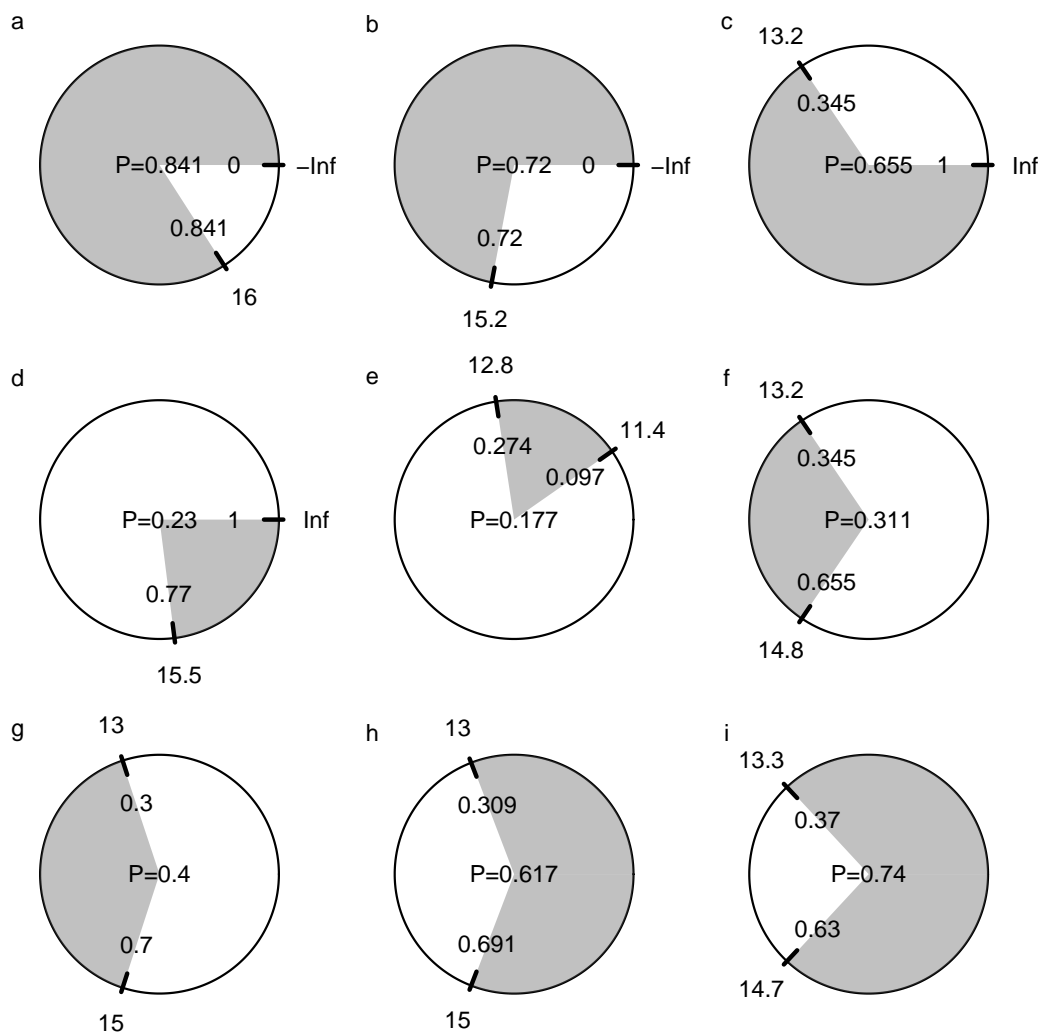 a
P=0.841 0 −Inf
0.841
16
b
P=0.72 0 −Inf
0.72
15.2
c
13.2
0.345
P=0.655 1 Inf
d
P=0.23 1 Inf
0.77
15.5
e
12.8
11.4
0.274
0.097
P=0.177
f
13.2
0.345
P=0.311
0.655
14.8
g
13
0.3
P=0.4
0.7
15
h
13
0.309
P=0.617
0.691
15
i
13.3
0.37
P=0.74
0.63
14.7